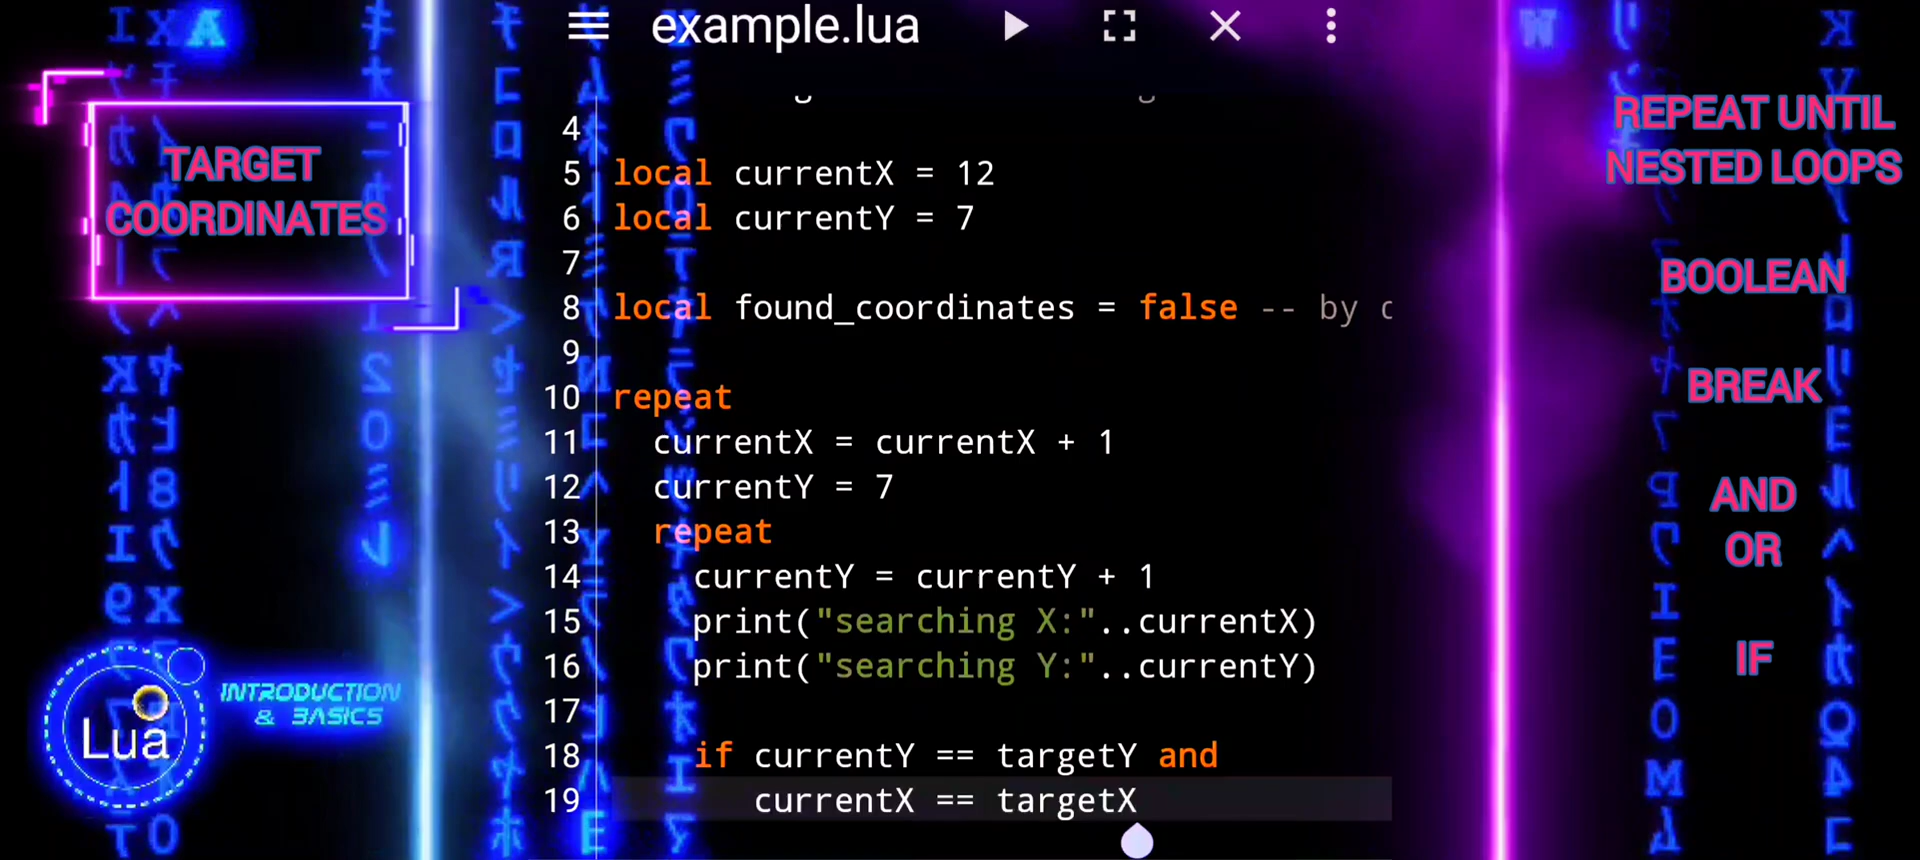 TARGET
COORDINATES
Lua
INTRODUCTION
& BASICS
example.lua
4
5 local currentX = 12
6 local currentY = 7
7
8 local found_coordinates = false -- by
9
10 repeat
11 currentX = currentX + 1
12 currentY = 7
13 repeat
14 currentY = currentY + 1
15 print("searching X:"..currentX)
16 print("searching Y:"..currentY)
17
18 if currentY == targetY and
19 currentX == targetX
REPEAT UNTIL
NESTED LOOPS
BOOLEAN
BREAK
AND
OR
IF